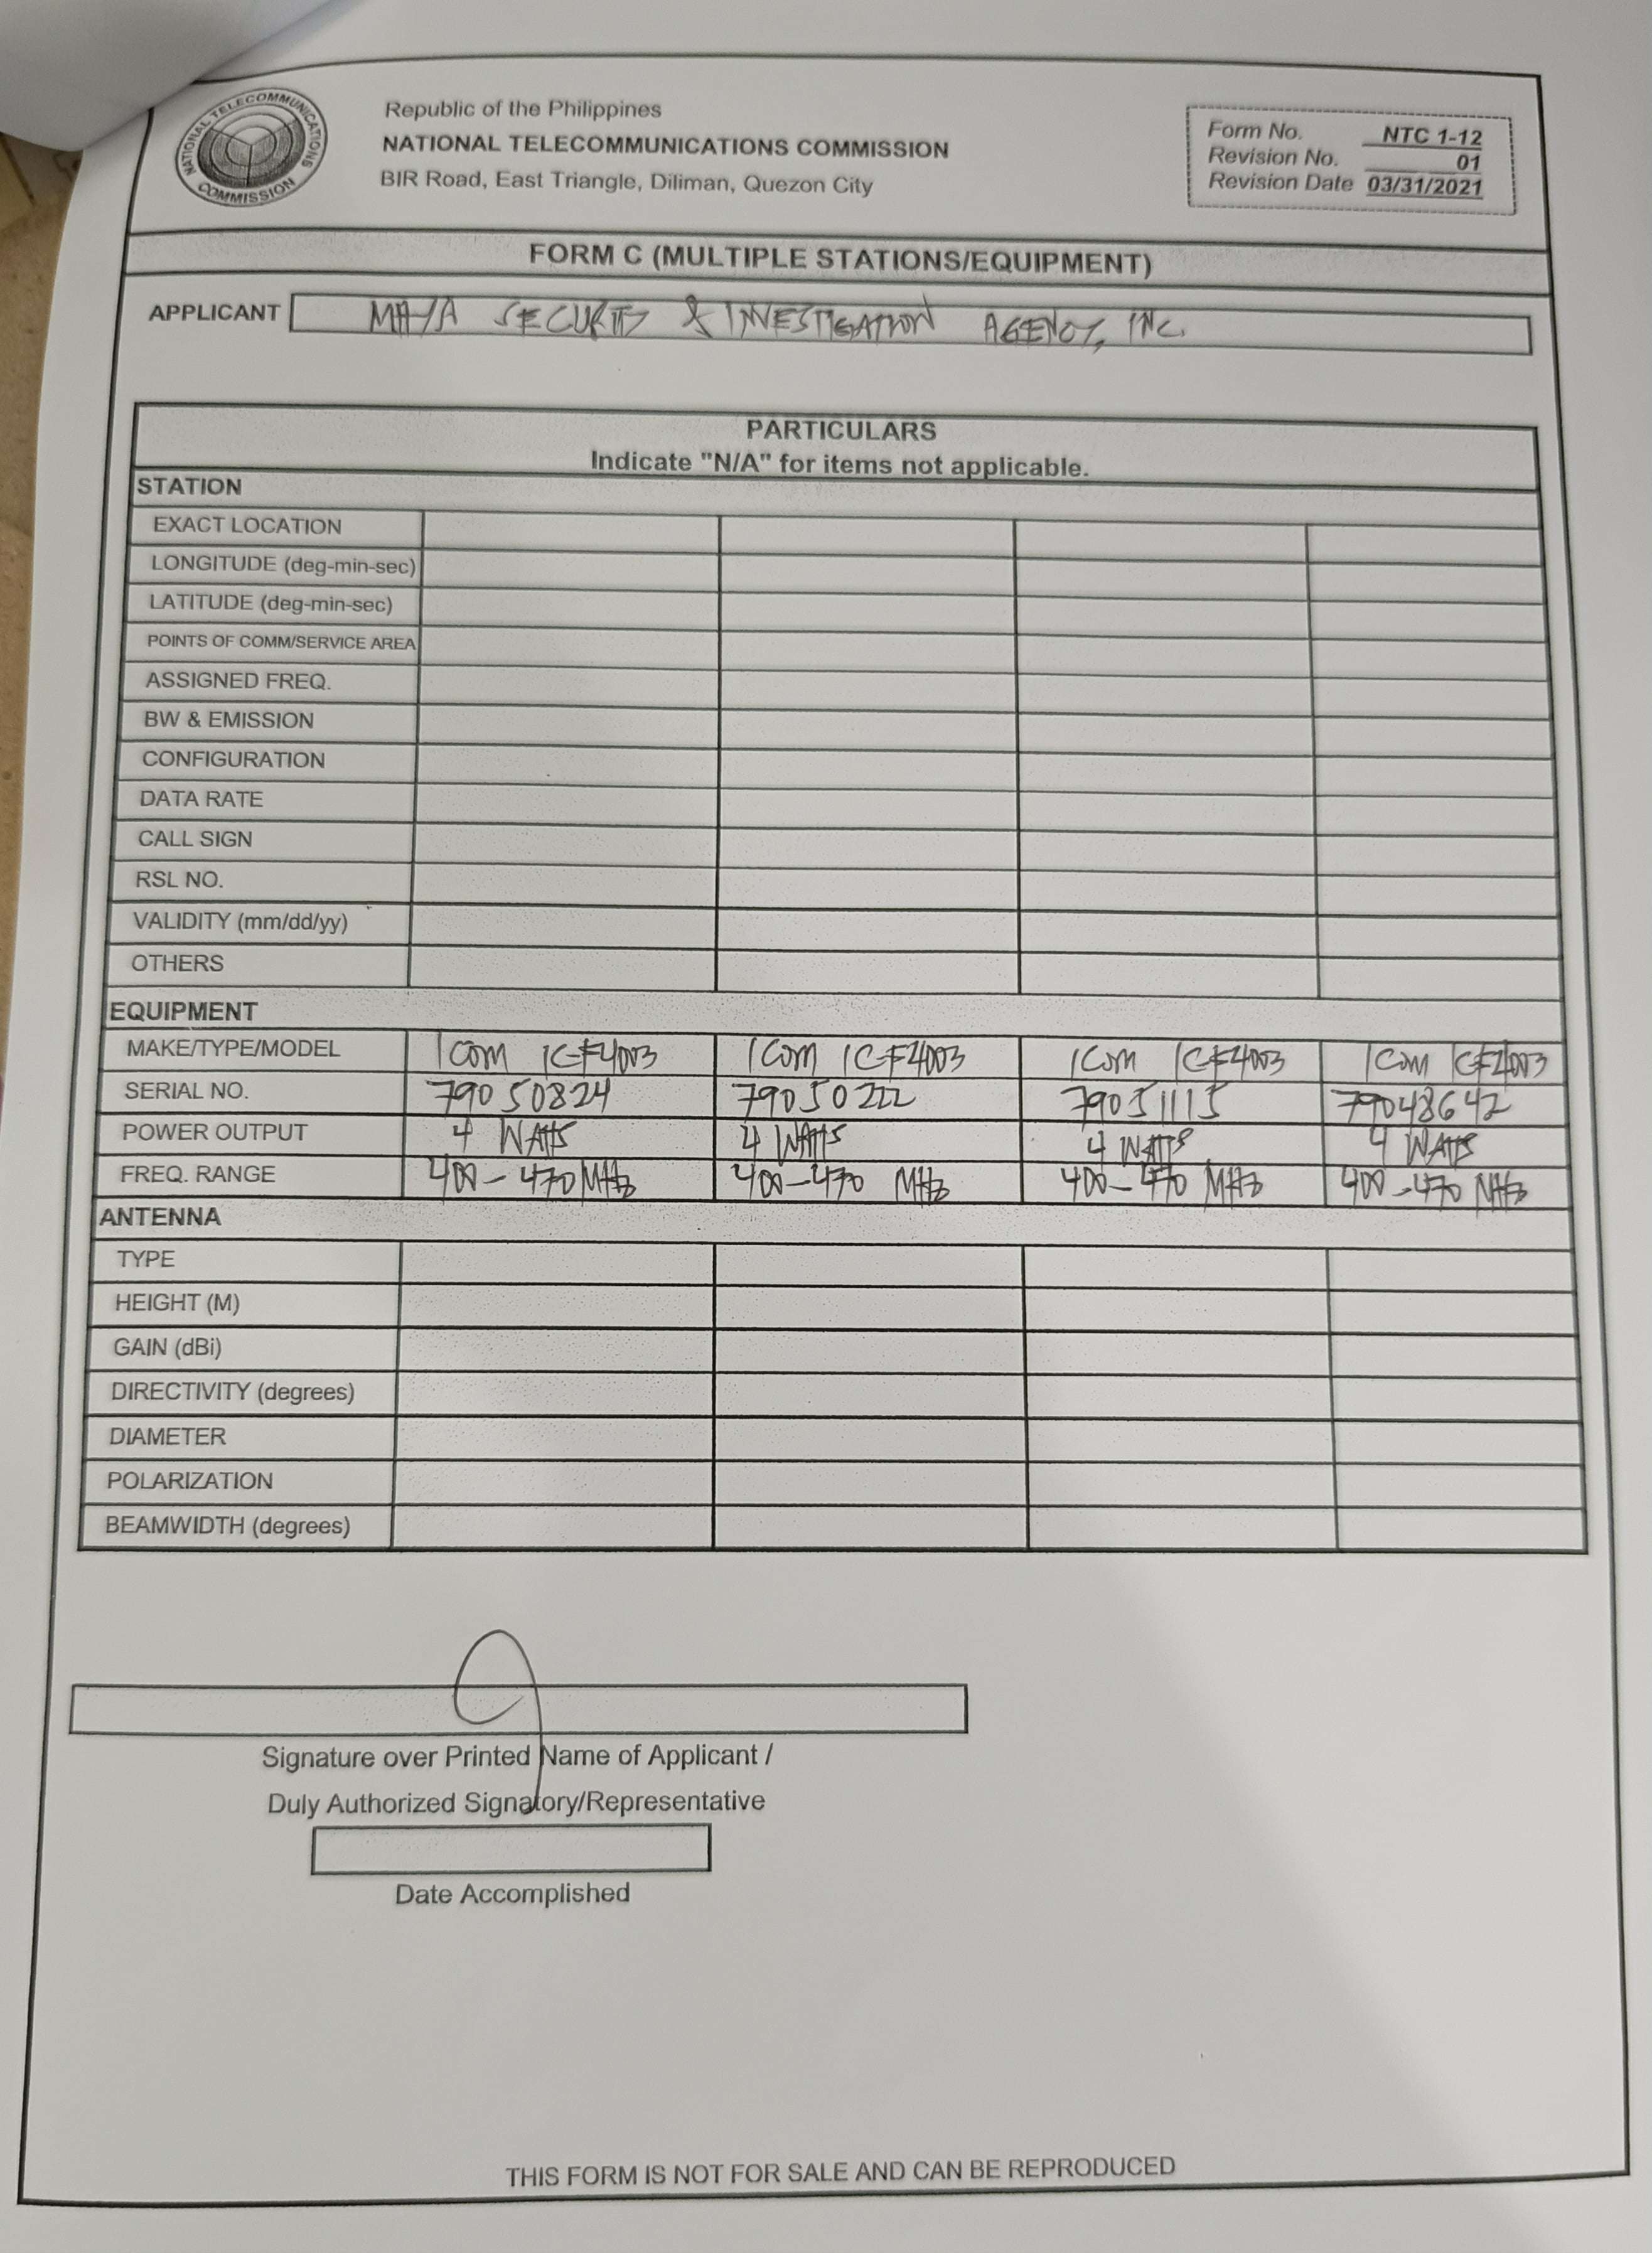 NATIONAL TELECOMMUNICATIONS COMMISSION
Republic of the Philippines
NATIONAL TELECOMMUNICATIONS COMMISSION
BIR Road, East Triangle, Diliman, Quezon City
Form No. NTC 1-12
Revision No. 01
Revision Date 03/31/2021
FORM C (MULTIPLE STATIONS/EQUIPMENT)
APPLICANT SECURITY & INVESTIGATION AGENCY, INC.
PARTICULARS
Indicate "N/A" for items not applicable.
STATION
EXACT LOCATION
LONGITUDE (deg-min-sec)
LATITUDE (deg-min-sec)
POINTS OF COMM/SERVICE AREA
ASSIGNED FREQ.
BW & EMISSION
CONFIGURATION
DATA RATE
CALL SIGN
RSL NO.
VALIDITY (mm/dd/yy)
OTHERS
EQUIPMENT
MAKE/TYPE/MODEL ICOM ICF4003 ICOM ICF4003 ICOM ICF4003 ICOM ICF4003
SERIAL NO. 79050824 79050222 79051115 79048642
POWER OUTPUT 4 WATTS 4 WATTS 4 WATTS 4 WATTS
FREQ. RANGE 400-470 MHz 400-470 MHz 400-470 MHz 400-470 MHz
ANTENNA
TYPE
HEIGHT (M)
GAIN (dBi)
DIRECTIVITY (degrees)
DIAMETER
POLARIZATION
BEAMWIDTH (degrees)
Signature over Printed Name of Applicant /
Duly Authorized Signatory/Representative
Date Accomplished
THIS FORM IS NOT FOR SALE AND CAN BE REPRODUCED